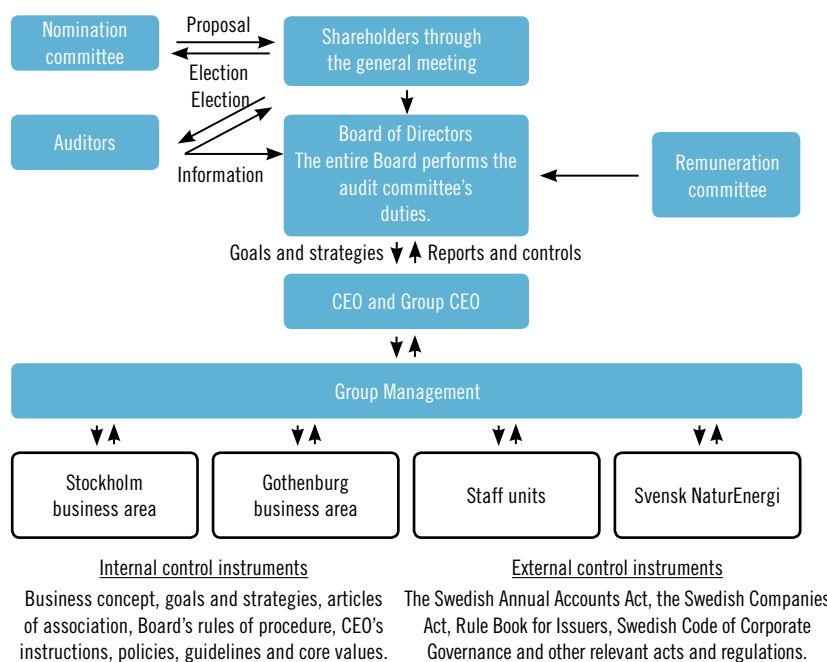 Nomination
committee
Proposal
Election
Shareholders through
the general meeting
Election
Auditors
Information
Board of Directors
The entire Board performs the
audit committee's
duties.
Remuneration
committee
Goals and strategies
Reports and controls
CEO and Group CEO
Group Management
Stockholm
business area
Gothenburg
business area
Staff units
Svensk NaturEnergi
Internal control instruments
Business concept, goals and strategies, articles
of association, Board's rules of procedure, CEO's
instructions, policies, guidelines and core values.
External control instruments
The Swedish Annual Accounts Act, the Swedish Companies
Act, Rule Book for Issuers, Swedish Code of Corporate
Governance and other relevant acts and regulations.